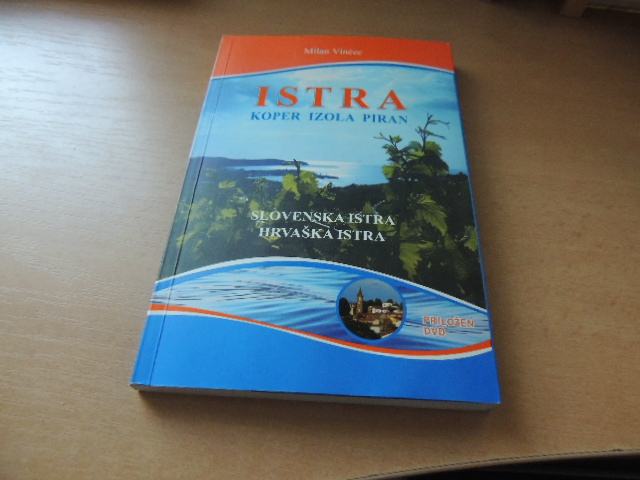 Milan Vinčec
ISTRA
KOPER IZOLA PIRAN
SLOVENSKA ISTRA
HRVAŠKA ISTRA
PRILOŽEN
DVD